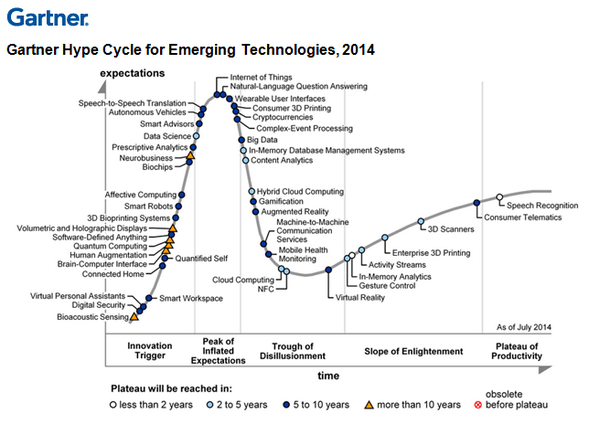 Gartner.
Gartner Hype Cycle for Emerging Technologies, 2014
expectations
Internet of Things
Natural-Language Question Answering
Wearable User Interfaces
Consumer 3D Printing
Cryptocurrencies
Complex-Event Processing
Speech-to-Speech Translation
Autonomous Vehicles
Smart Advisors
Data Science
Prescriptive Analytics
Neurobusiness
Biochips
Big Data
In-Memory Database Management Systems
Content Analytics
Affective Computing
Smart Robots
3D Bioprinting Systems
Volumetric and Holographic Displays
Software-Defined Anything
Quantum Computing
Human Augmentation
Brain-Computer Interface
Connected Home
Quantified Self
Hybrid Cloud Computing
Gamification
Augmented Reality
Machine-to-Machine
Communication
Services
Mobile Health
Monitoring
Cloud Computing
NFC
Virtual Reality
Speech Recognition
Consumer Telematics
3D Scanners
Enterprise 3D Printing
Activity Streams
In-Memory Analytics
Gesture Control
Virtual Personal Assistants
Smart Workspace
Digital Security
Bioacoustic Sensing
As of July 2014
Innovation
Trigger
Peak of
Inflated
Expectations
Trough of
Disillusionment
Slope of Enlightenment
Plateau of
Productivity
time
Plateau will be reached in:
less than 2 years
2 to 5 years
5 to 10 years
more than 10 years
obsolete
before plateau